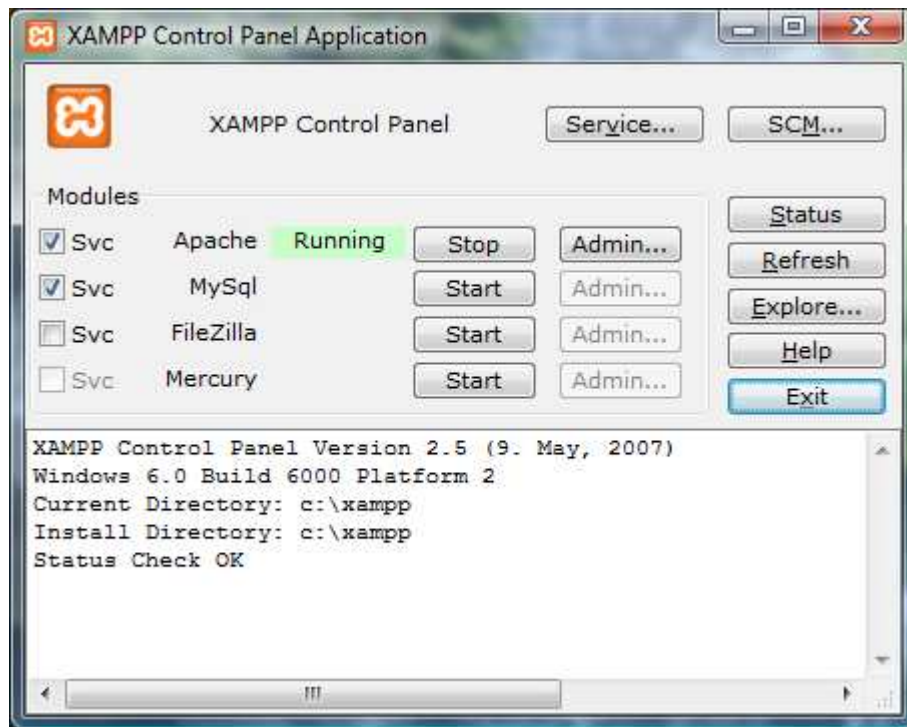 XAMPP Control Panel Application
XAMPP Control Panel Service... SCM...
Modules
Svc Apache Running Stop Admin...
Svc MySql Start Admin...
Svc FileZilla Start Admin...
Svc Mercury Start Admin...
Status
Refresh
Explore...
Help
Exit
XAMPP Control Panel Version 2.5 (9. May, 2007)
Windows 6.0 Build 6000 Platform 2
Current Directory: c:\xampp
Install Directory: c:\xampp
Status Check OK